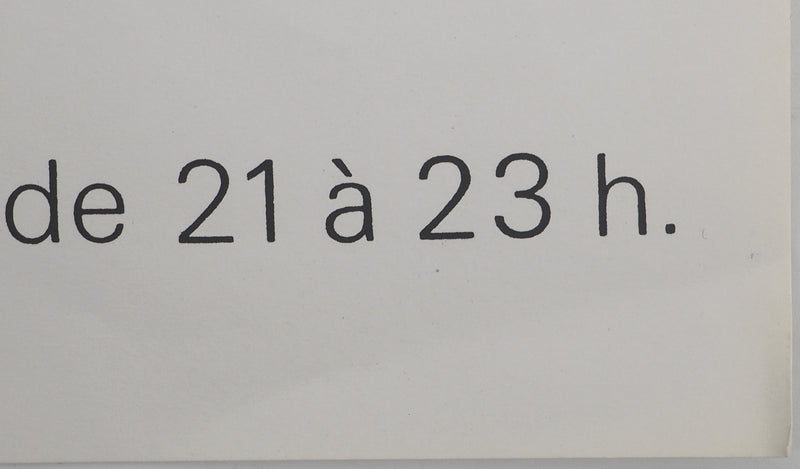 de 21 à 23 h.